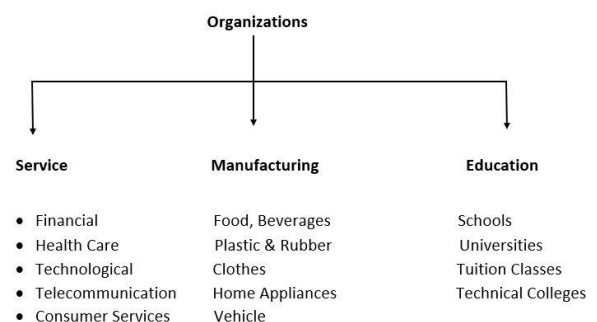 Organizations
Service Manufacturing Education
• Financial Food, Beverages Schools
• Health Care Plastic & Rubber Universities
• Technological Clothes Tuition Classes
• Telecommunication Home Appliances Technical Colleges
• Consumer Services Vehicle